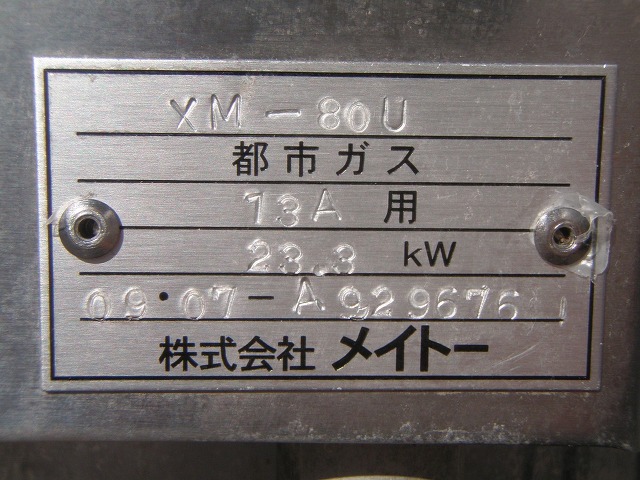 XM-80U
都市ガス
13A 用
23.3 kW
09・07-A929676
株式会社 メイトー